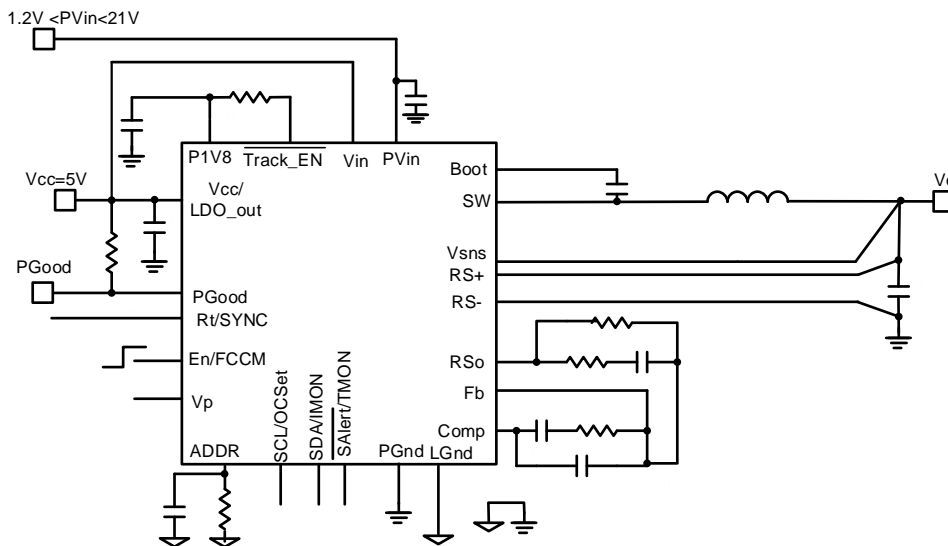 1.2V <PVin<21V
P1V8
Track_EN
Vin
PVin
Vcc=5V
Vcc/
LDO_out
Boot
SW
Vsns
RS+
RS-
PGood
PGood
Rt/SYNC
En/FCCM
Vp
RSo
Fb
Comp
ADDR
SCL/OCSet
SDA/IMON
SAlert/TMON
PGnd
LGnd